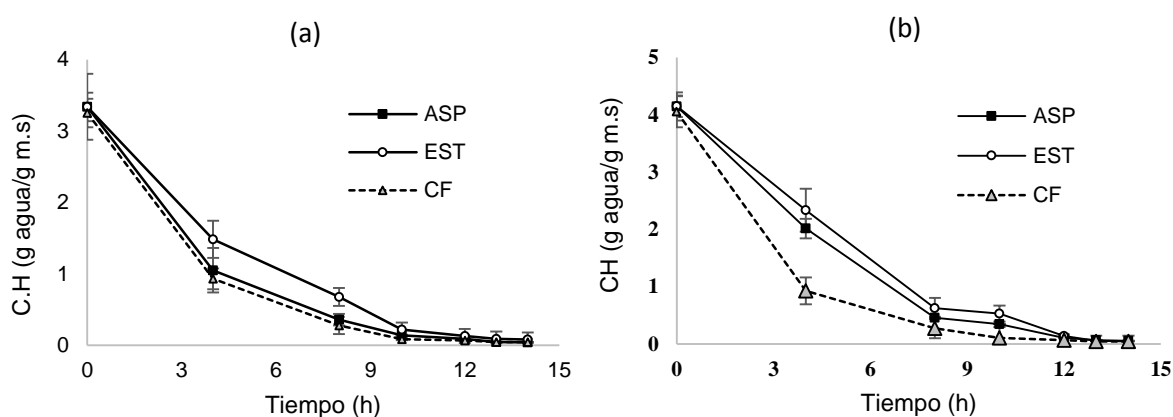 (a)
4
3
2
1
0
C.H (g agua/g m.s)
ASP
EST
CF
0 3 6 9 12 15
Tiempo (h)
(b)
5
4
3
2
1
0
CH (g agua/g m.s)
ASP
EST
CF
0 3 6 9 12 15
Tiempo (h)